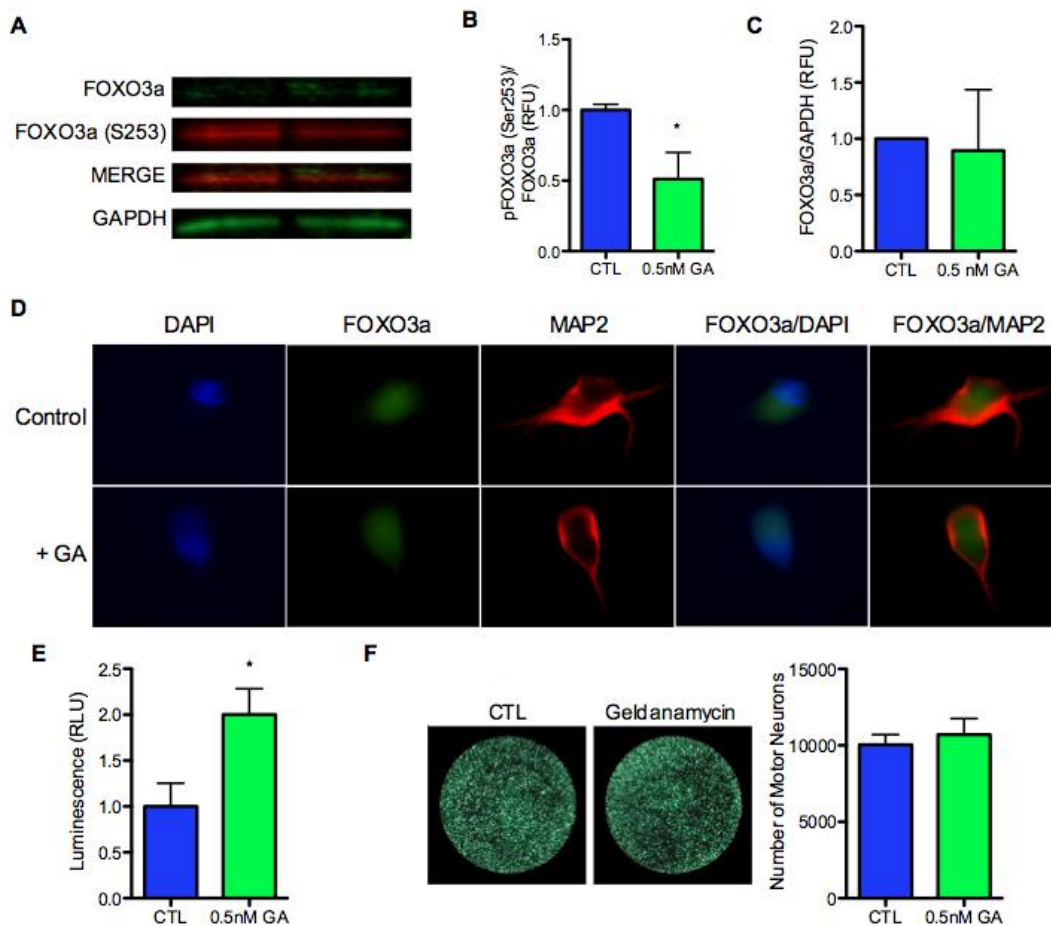 A
FOXO3a
FOXO3a (S253)
MERGE
GAPDH
B
pFOXO3a (Ser253)/
FOXO3a (RFU)
1.5
1.0
0.5
0.0
*
CTL
0.5nM GA
C
FOXO3a/GAPDH (RFU)
2.0
1.5
1.0
0.5
0.0
CTL
0.5 nM GA
D
DAPI
FOXO3a
MAP2
FOXO3a/DAPI
FOXO3a/MAP2
Control
+ GA
E
Luminescence (RLU)
2.5
2.0
1.5
1.0
0.5
0.0
*
CTL
0.5nM GA
F
CTL
Geldanamycin
Number of Motor Neurons
15000
10000
5000
0
CTL
0.5nM GA